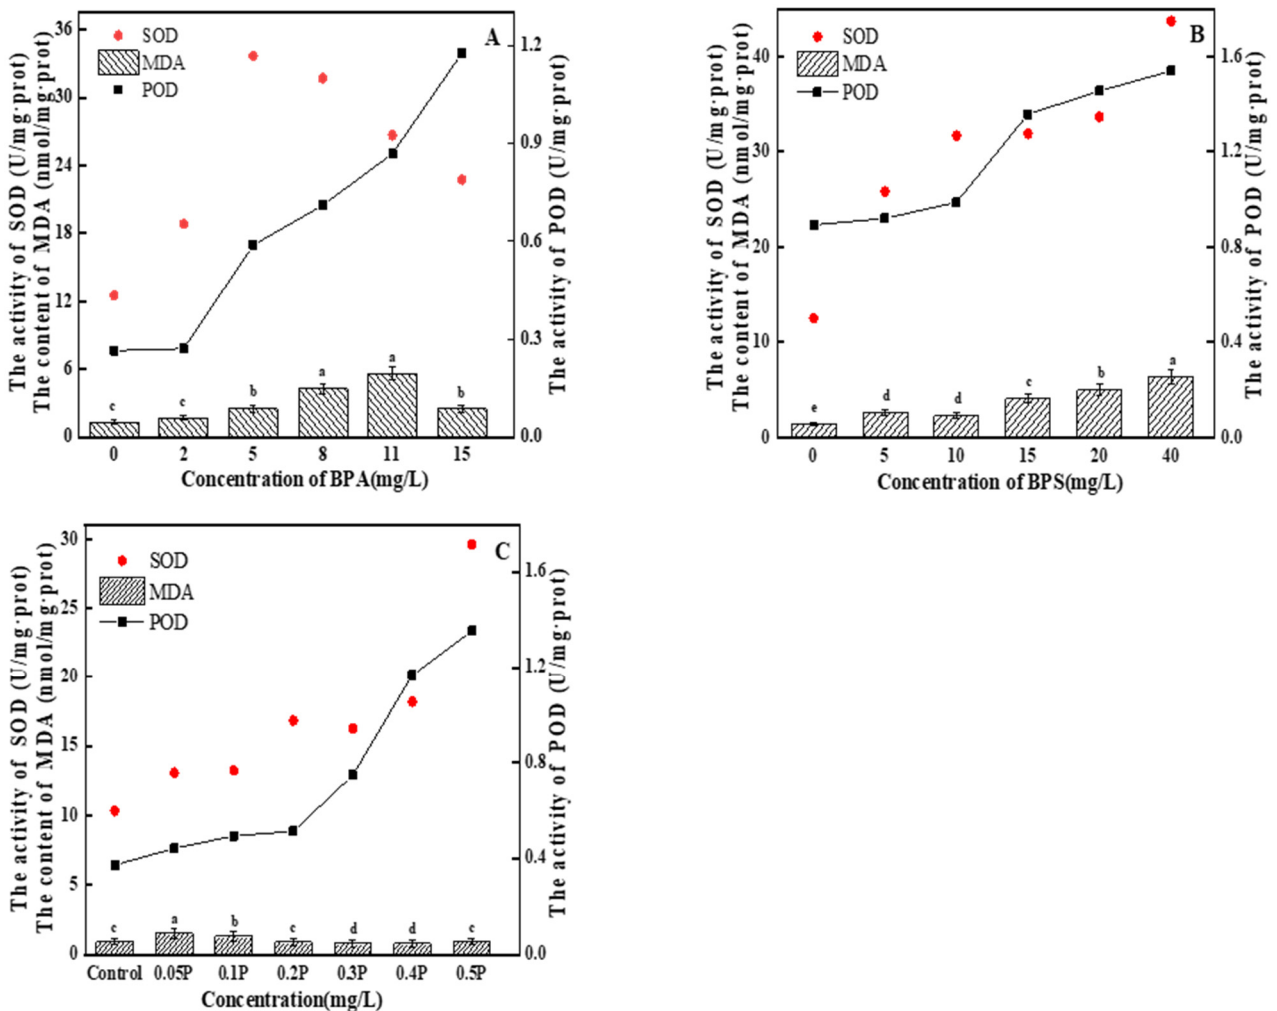 A
SOD
MDA
POD
The activity of SOD (U/mg·prot)
The content of MDA (nmol/mg·prot)
36
30
24
18
12
6
0
1.2
0.9
0.6
0.3
0.0
The activity of POD (U/mg·prot)
c c b a a b
0 2 5 8 11 15
Concentration of BPA(mg/L)
B
SOD
MDA
POD
The activity of SOD (U/mg·prot)
The content of MDA (nmol/mg·prot)
40
30
20
10
0
1.6
1.2
0.8
0.4
0.0
The activity of POD (U/mg·prot)
e d d c b a
0 5 10 15 20 40
Concentration of BPS(mg/L)
C
SOD
MDA
POD
The activity of SOD (U/mg·prot)
The content of MDA (nmol/mg·prot)
30
25
20
15
10
5
0
1.6
1.2
0.8
0.4
0.0
The activity of POD (U/mg·prot)
c a b c d d c
Control 0.05P 0.1P 0.2P 0.3P 0.4P 0.5P
Concentration(mg/L)